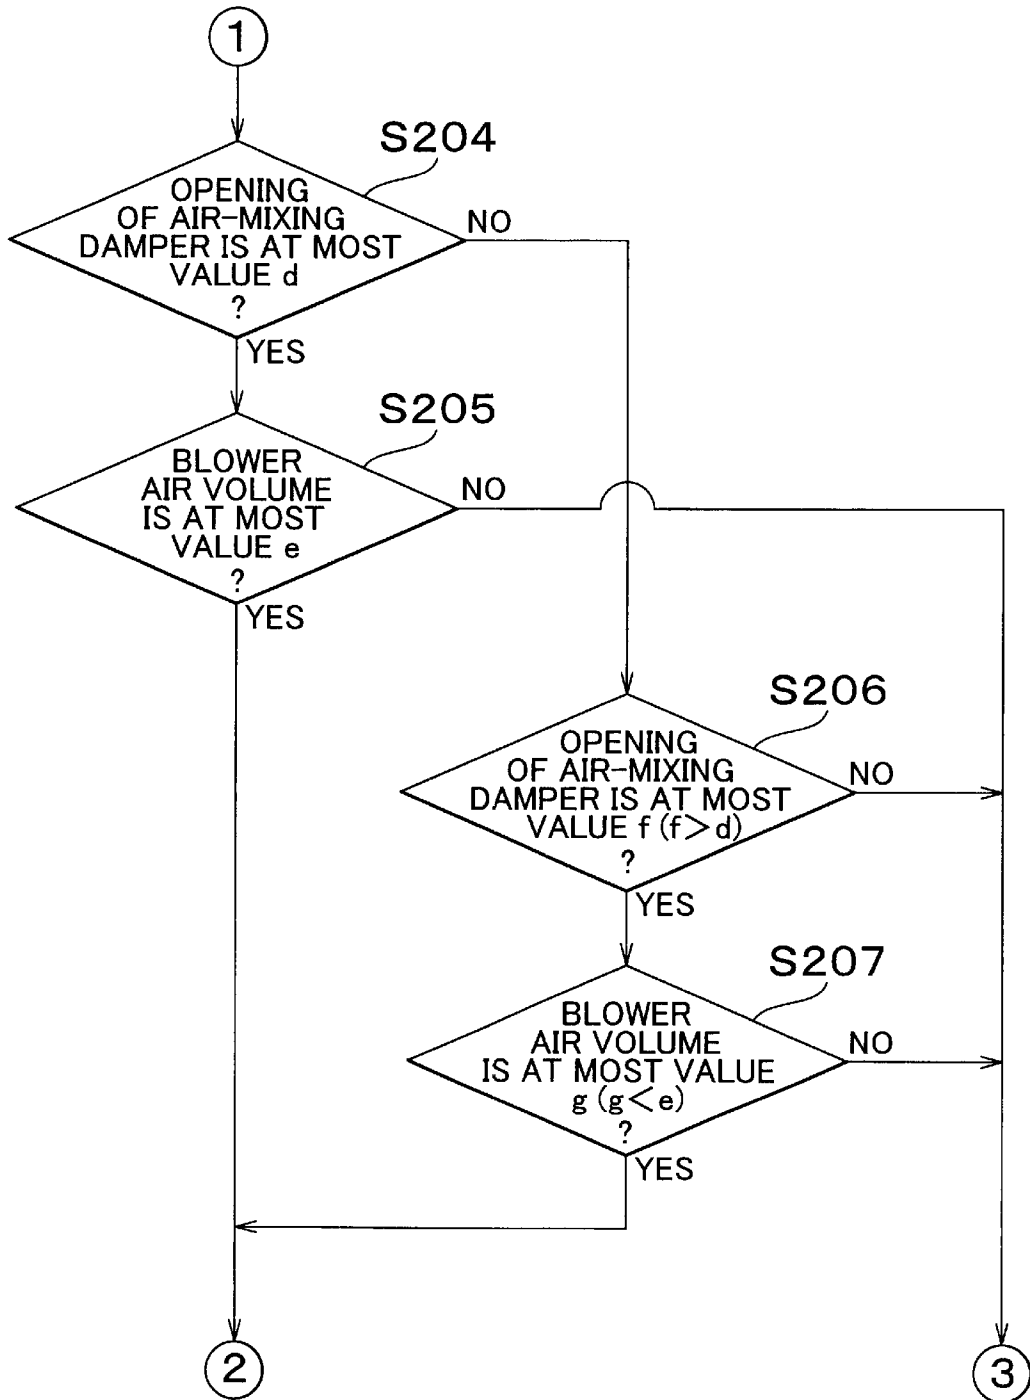 1
S204
OPENING
OF AIR-MIXING
DAMPER IS AT MOST
VALUE d
?
NO
YES
S205
BLOWER
AIR VOLUME
IS AT MOST
VALUE e
?
NO
YES
S206
OPENING
OF AIR-MIXING
DAMPER IS AT MOST
VALUE f (f>d)
?
NO
YES
S207
BLOWER
AIR VOLUME
IS AT MOST VALUE
g (g<e)
?
NO
YES
2
3